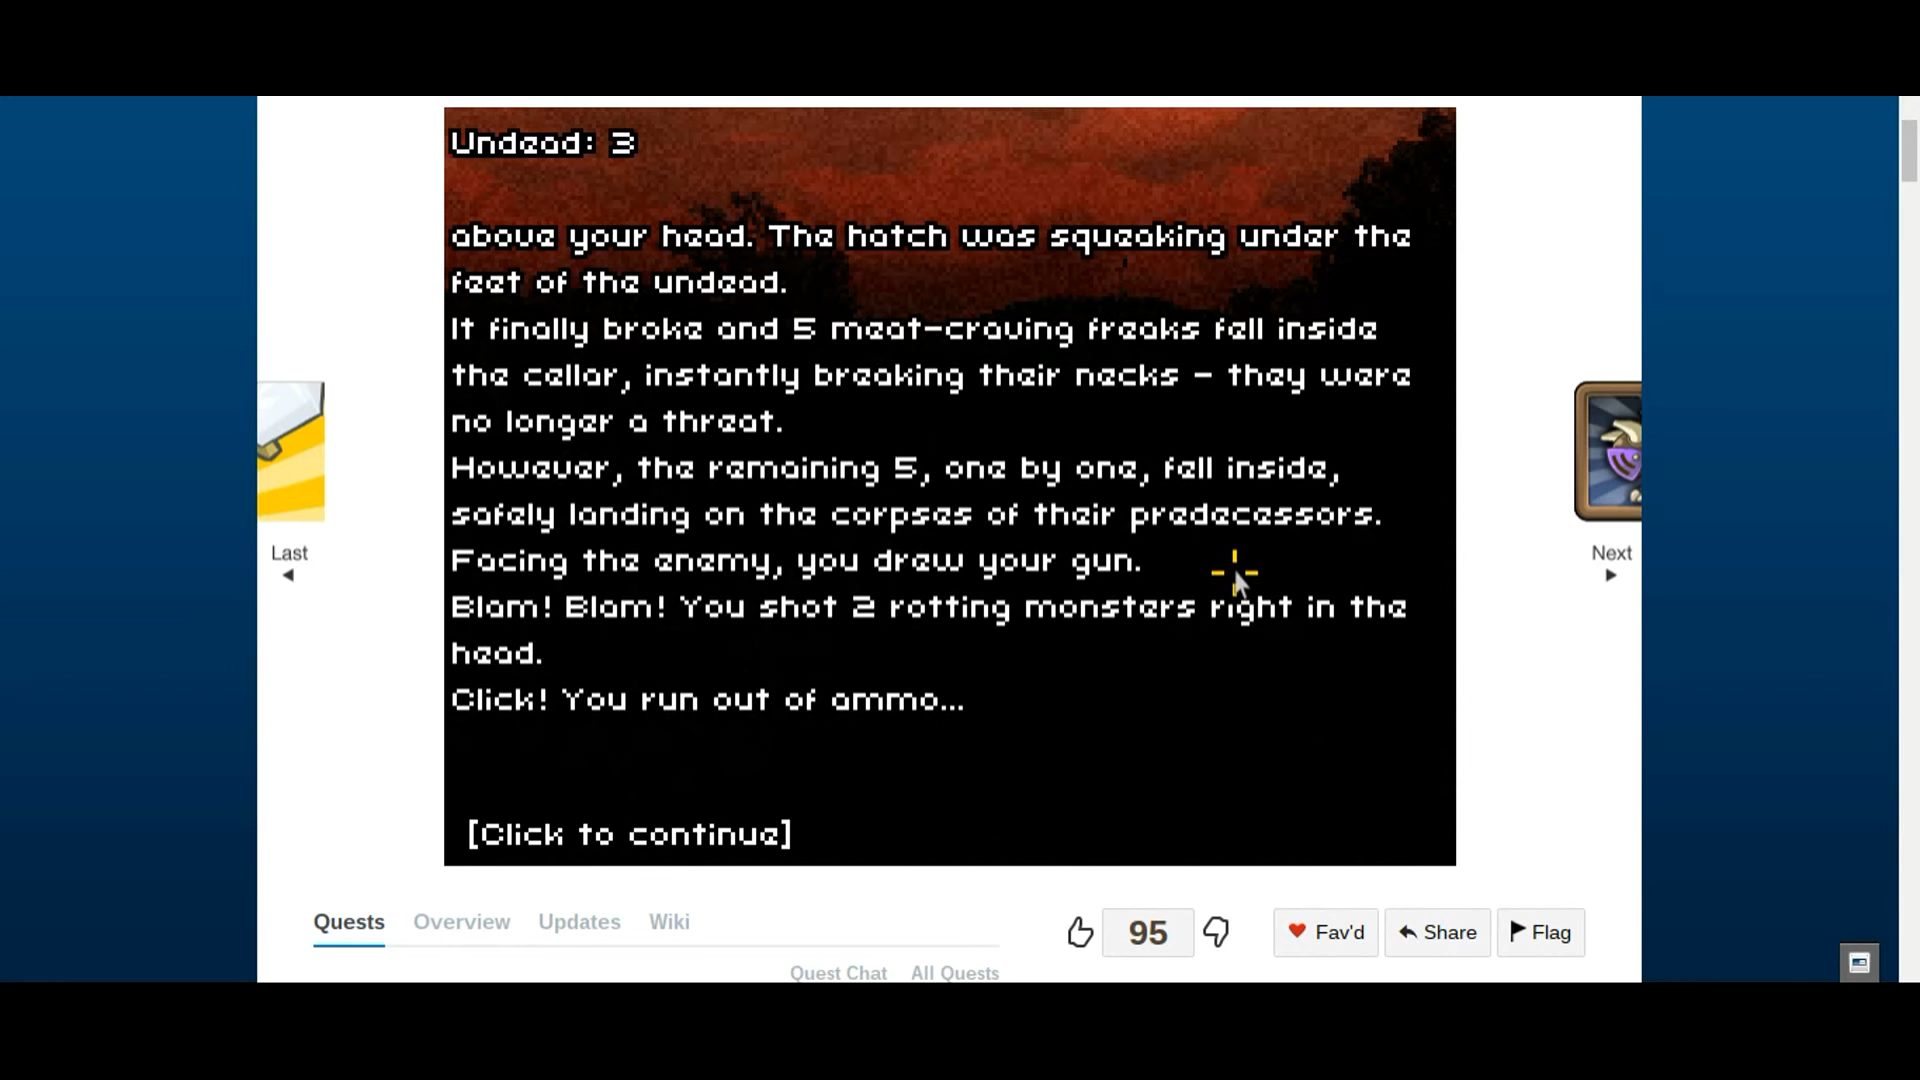 Undead: 3
above your head. The hatch was squeaking under the
feet of the undead.
It finally broke and 5 meat-craving freaks fell inside
the cellar, instantly breaking their necks - they were
no longer a threat.
However, the remaining 5, one by one, fell inside,
safely landing on the corpses of their predecessors.
Facing the enemy, you drew your gun.
Blam! Blam! You shot 2 rotting monsters right in the
head.
Click! You run out of ammo...
[Click to continue]
Last
Next
Quests Overview Updates Wiki
95
Fav'd Share Flag
Quest Chat All Quests